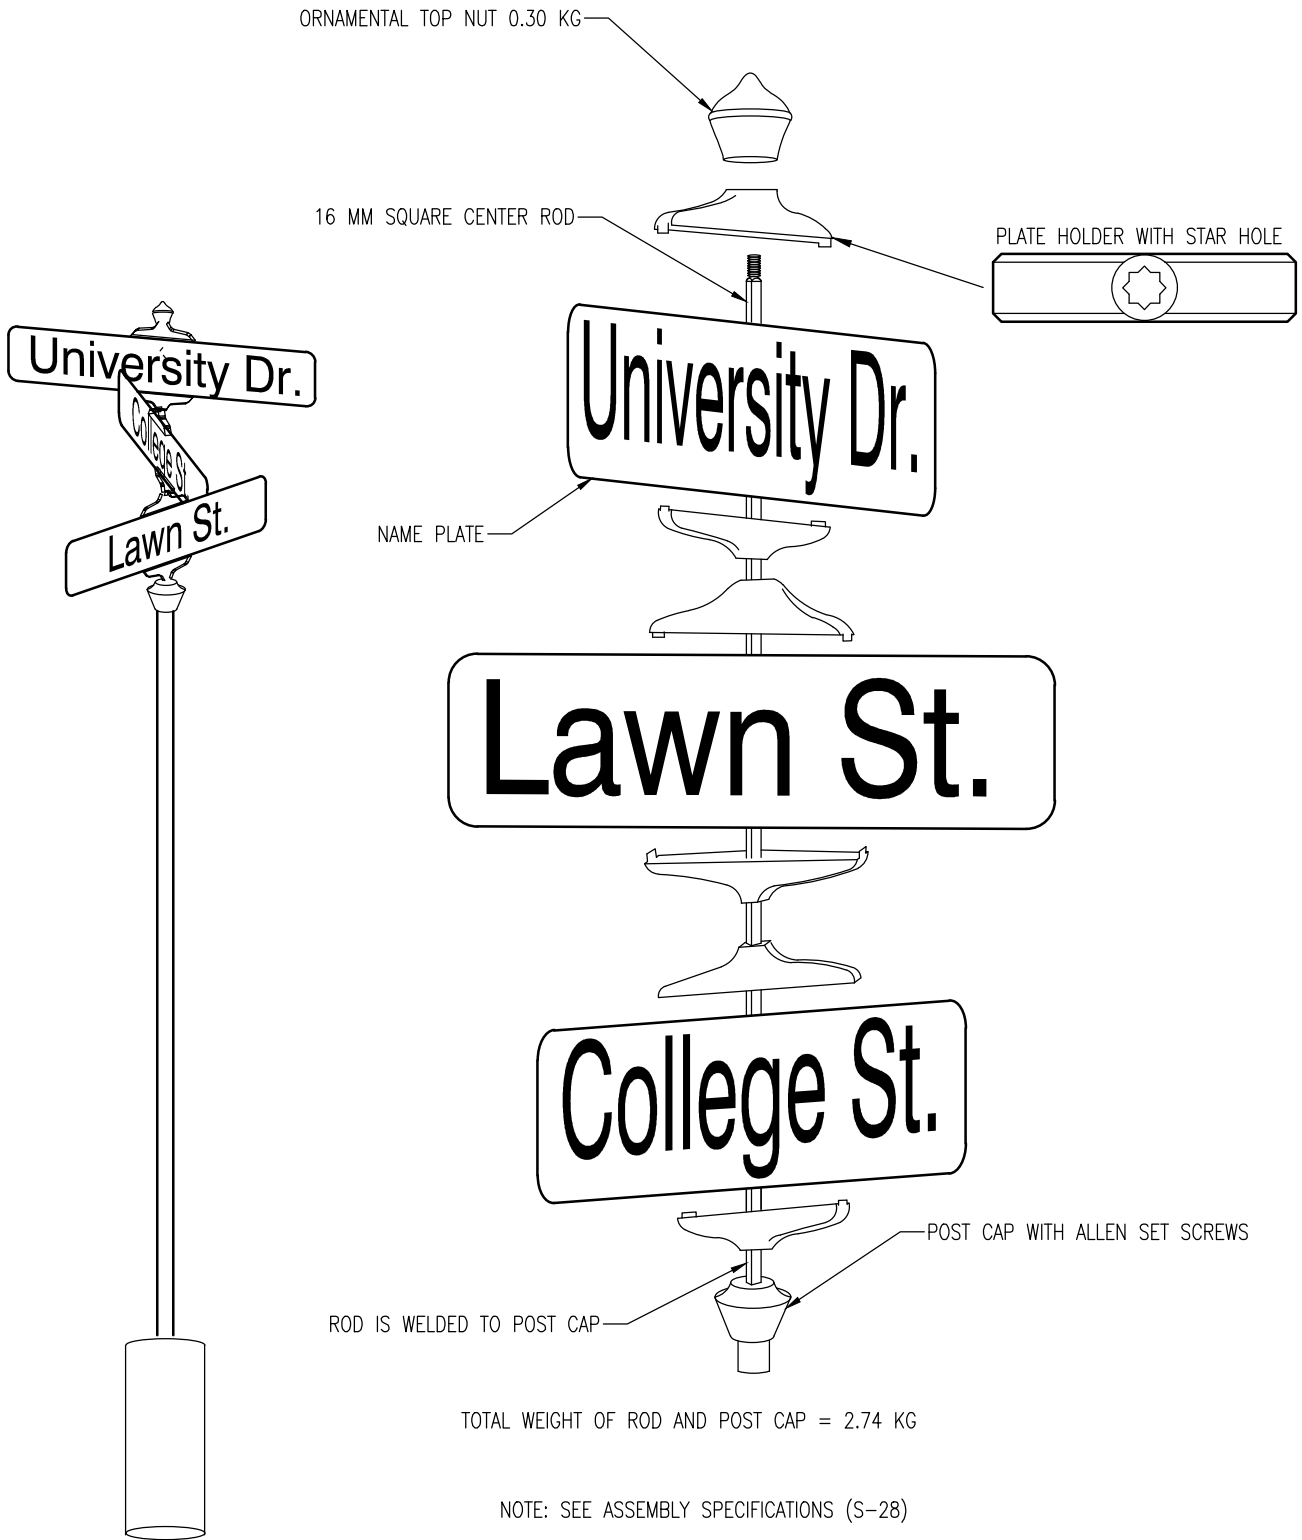 ORNAMENTAL TOP NUT 0.30 KG
16 MM SQUARE CENTER ROD
PLATE HOLDER WITH STAR HOLE
University Dr.
University Dr.
College St
Lawn St.
NAME PLATE
Lawn St.
College St.
POST CAP WITH ALLEN SET SCREWS
ROD IS WELDED TO POST CAP
TOTAL WEIGHT OF ROD AND POST CAP = 2.74 KG
NOTE: SEE ASSEMBLY SPECIFICATIONS (S-28)